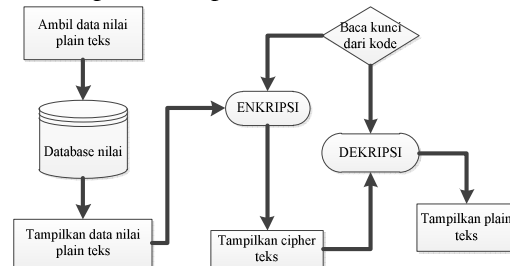 Ambil data nilai
plain teks
Baca kunci
dari kode
ENKRIPSI
Database nilai
DEKRIPSI
Tampilkan data nilai
plain teks
Tampilkan cipher
teks
Tampilkan plain
teks